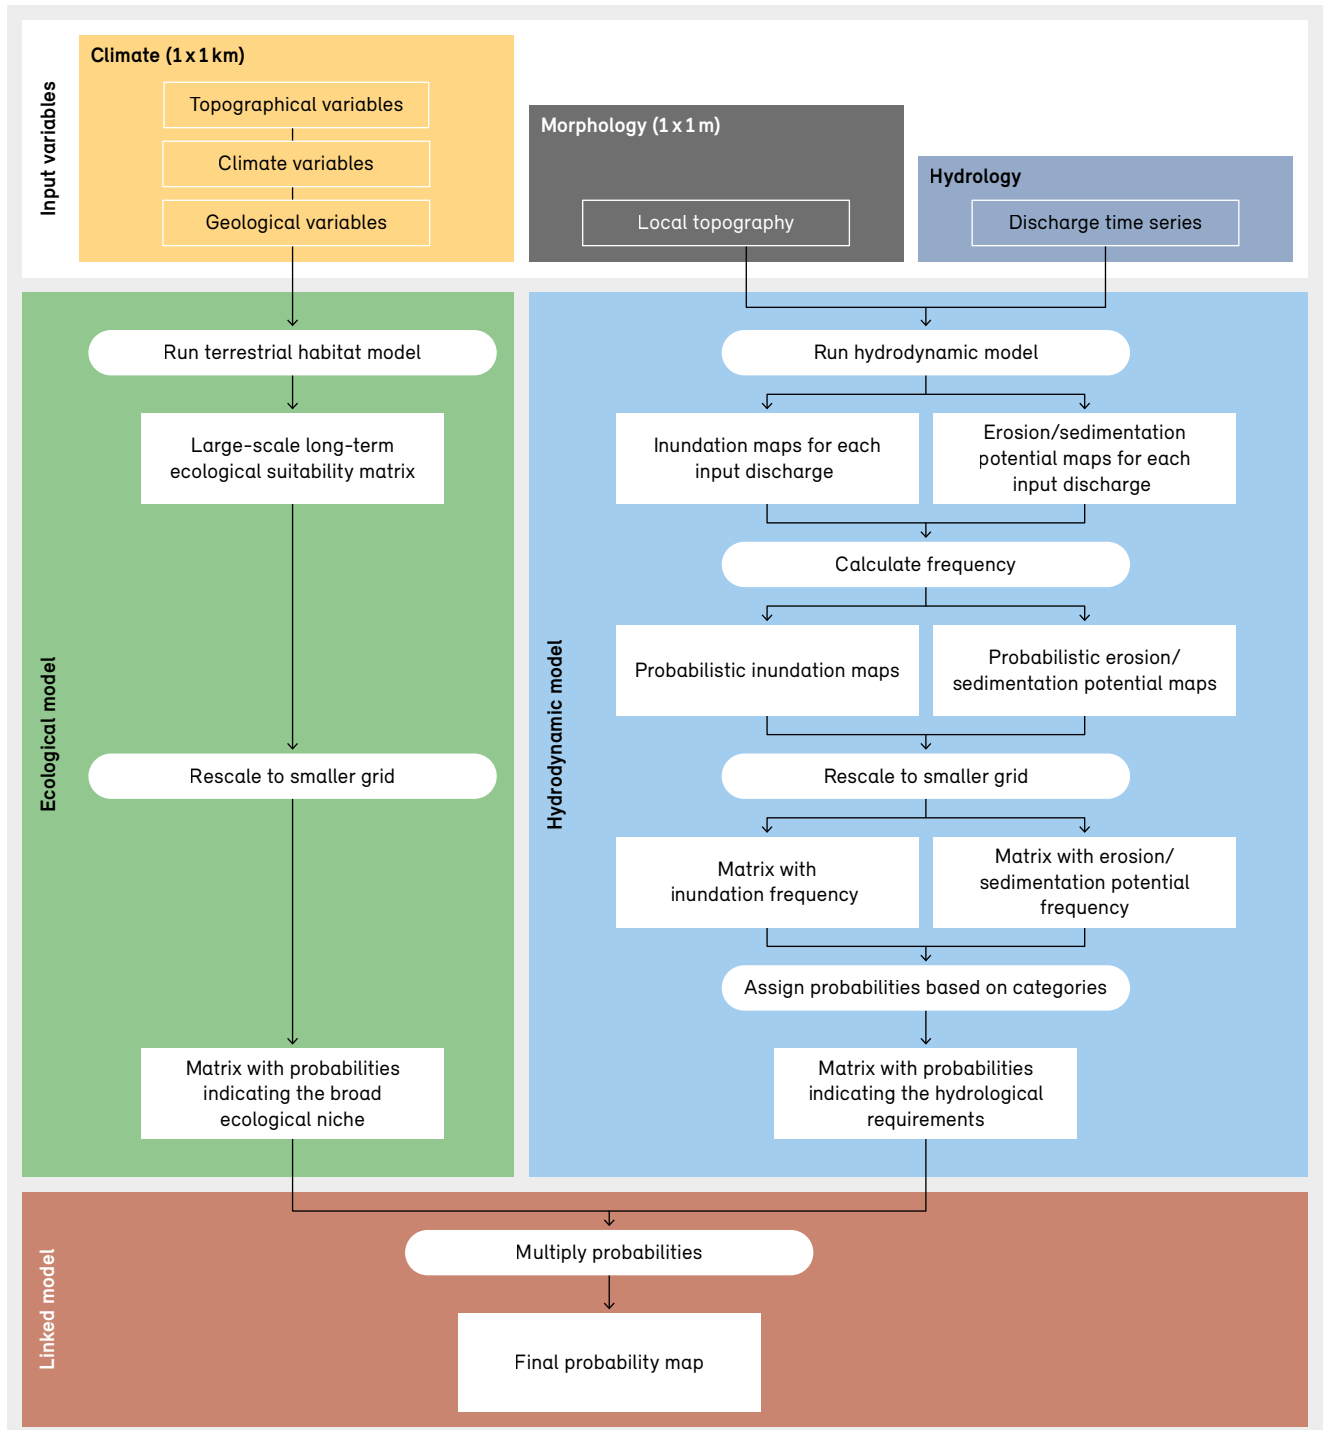 Input variables
Climate (1 x 1 km)
Topographical variables
Climate variables
Geological variables
Morphology (1 x 1 m)
Local topography
Hydrology
Discharge time series
Ecological model
Run terrestrial habitat model
Large-scale long-term
ecological suitability matrix
Rescale to smaller grid
Matrix with probabilities
indicating the broad
ecological niche
Hydrodynamic model
Run hydrodynamic model
Inundation maps for each
input discharge
Erosion/sedimentation
potential maps for each
input discharge
Calculate frequency
Probabilistic inundation maps
Probabilistic erosion/
sedimentation potential maps
Rescale to smaller grid
Matrix with
inundation frequency
Matrix with erosion/
sedimentation potential
frequency
Assign probabilities based on categories
Matrix with probabilities
indicating the hydrological
requirements
Linked model
Multiply probabilities
Final probability map